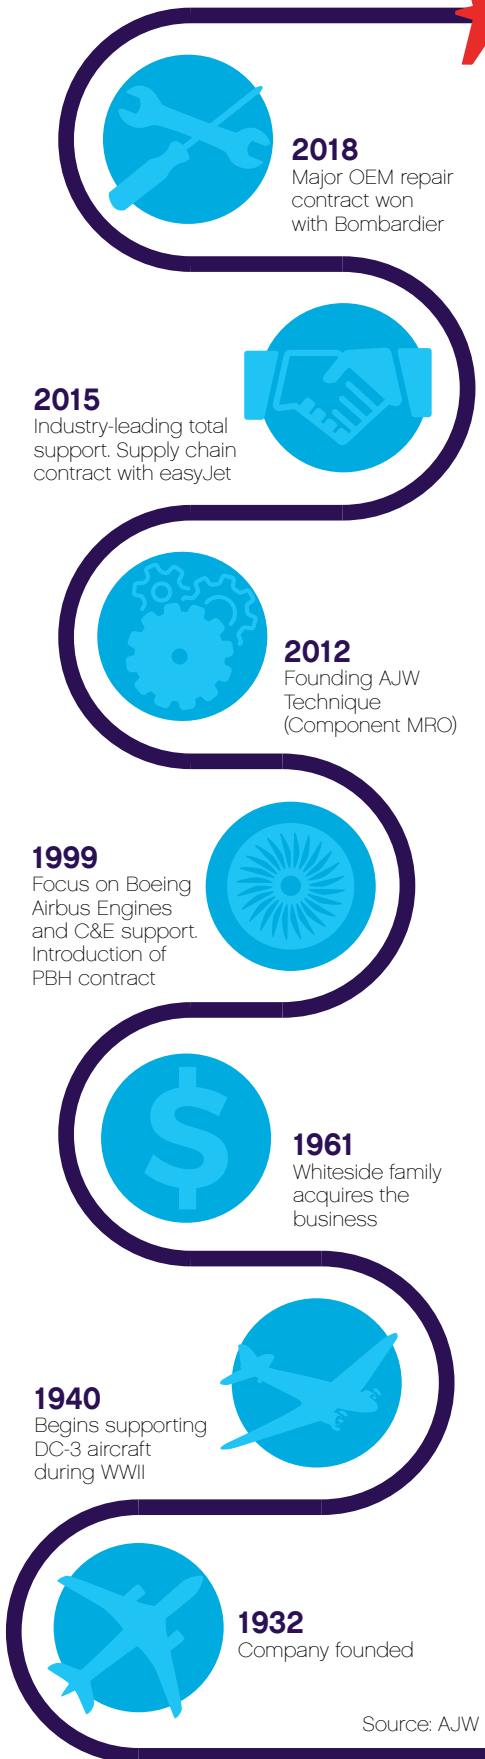 2018
Major OEM repair
contract won
with Bombardier
2015
Industry-leading total
support. Supply chain
contract with easyJet
2012
Founding AJW
Technique
(Component MRO)
1999
Focus on Boeing
Airbus Engines
and C&E support.
Introduction of
PBH contract
1961
Whiteside family
acquires the
business
1940
Begins supporting
DC-3 aircraft
during WWII
1932
Company founded
Source: AJW